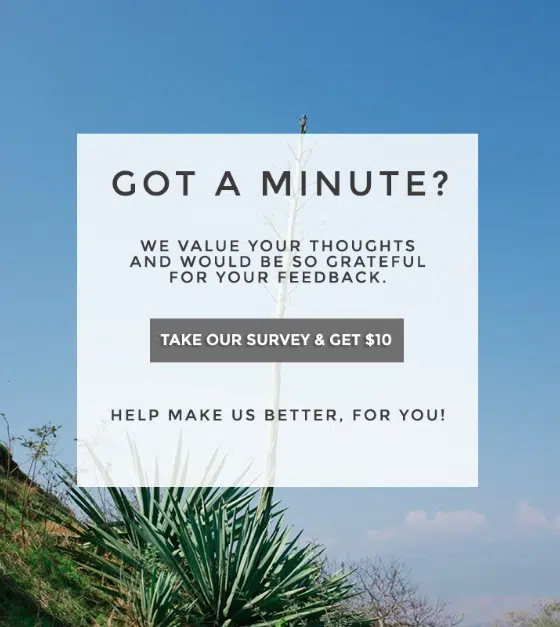 GOT A MINUTE?
WE VALUE YOUR THOUGHTS
AND WOULD BE SO GRATEFUL
FOR YOUR FEEDBACK.
TAKE OUR SURVEY & GET $10
HELP MAKE US BETTER, FOR YOU!